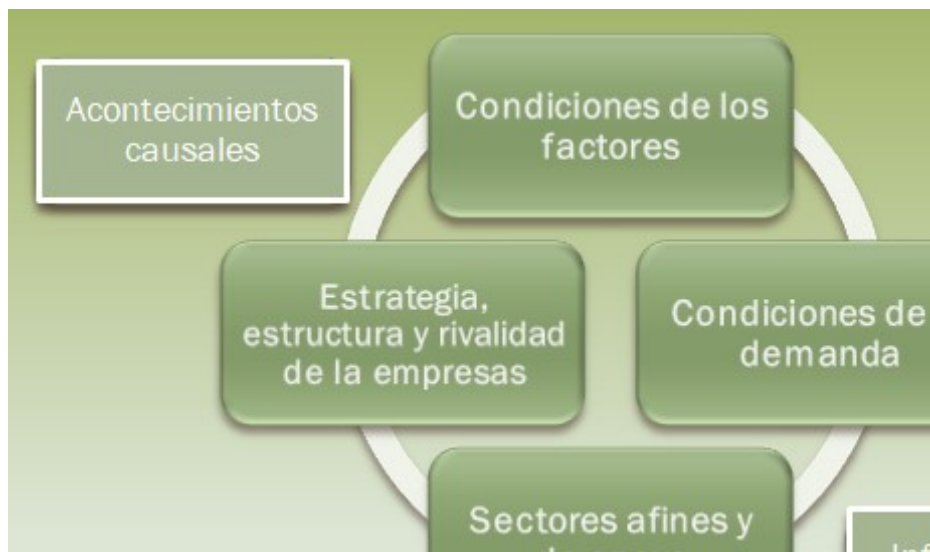 Acontecimientos
causales
Condiciones de los
factores
Estrategia,
estructura y rivalidad
de la empresas
Condiciones de
demanda
Sectores afines y